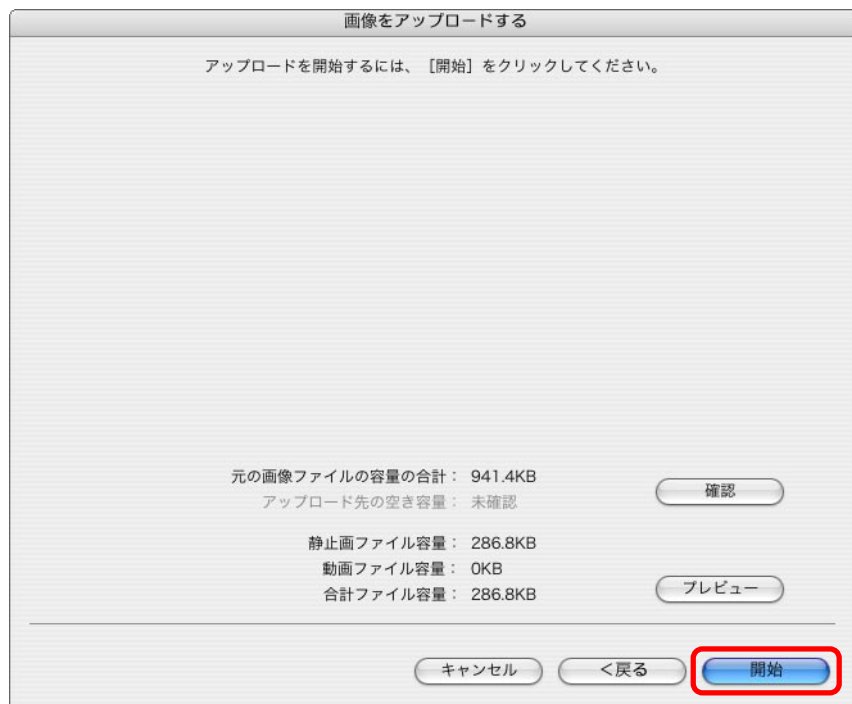 画像をアップロードする
アップロードを開始するには、［開始］をクリックしてください。
元の画像ファイルの容量の合計： 941.4KB
確認
アップロード先の空き容量： 未確認
静止画ファイル容量： 286.8KB
動画ファイル容量： 0KB
プレビュー
合計ファイル容量： 286.8KB
キャンセル <戻る 開始